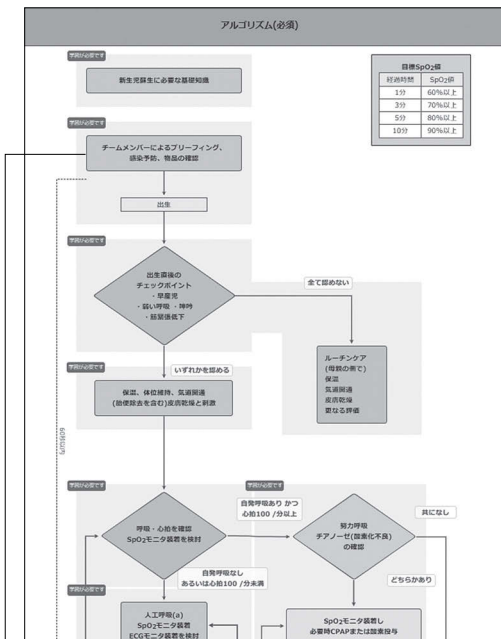 アルゴリズム(必須)
学習が必要です
新生児蘇生に必要な基礎知識
目標SpO2値
経過時間 SpO2値
1分 60%以上
3分 70%以上
5分 80%以上
10分 90%以上
学習が必要です
チームメンバーによるブリーフィング、
感染予防、物品の確認
出生
学習が必要です
出生直後の
チェックポイント
・早産児
・弱い呼吸・呻吟
・筋緊張低下
全て認めない
ルーチンケア
(母親の側で)
保温
気道開通
皮膚乾燥
更なる評価
いずれかを認める
学習が必要です
保温、体位維持、気道開通
(胎便除去を含む)皮膚乾燥と刺激
60秒以内
学習が必要です
呼吸・心拍を確認
SpO2モニタ装着を検討
自発呼吸あり かつ
心拍100 /分以上
学習が必要です
努力呼吸
チアノーゼ(酸素化不良)
の確認
共になし
自発呼吸なし
あるいは心拍100 /分未満
どちらかあり
学習が必要です
人工呼吸(a)
SpO2モニタ装着
ECGモニタ装着を検討
SpO2モニタ装着し
必要時CPAPまたは酸素投与